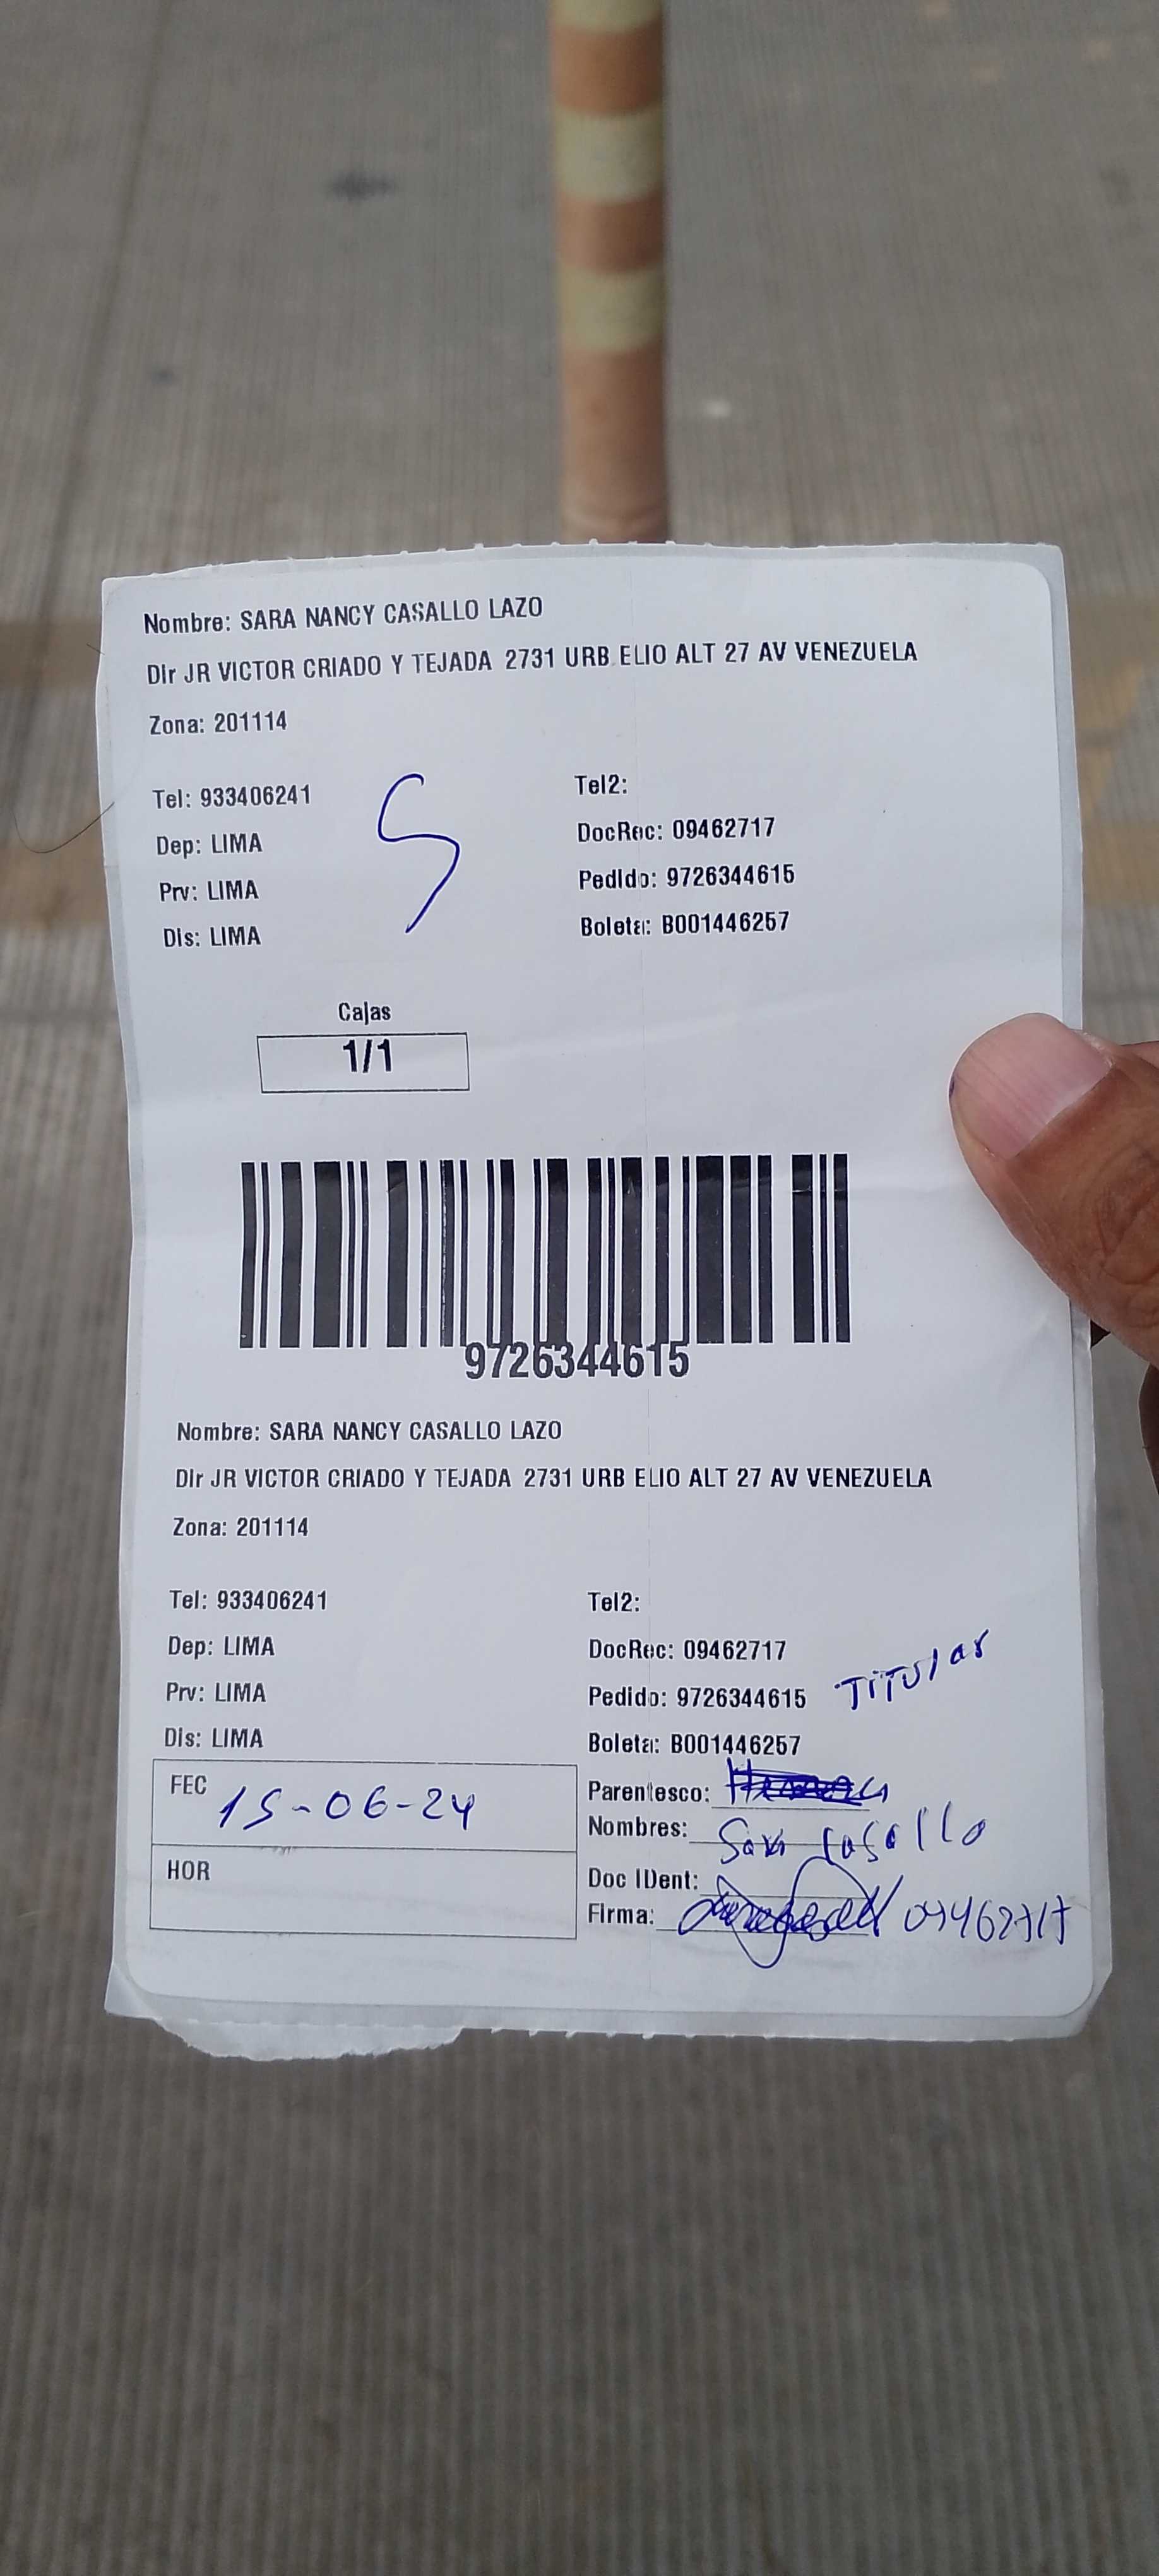 Nombre: SARA NANCY CASALLO LAZO
Dir JR VICTOR CRIADO Y TEJADA 2731 URB ELIO ALT 27 AV VENEZUELA
Zona: 201114
Tel: 933406241
Tel2:
Dep: LIMA
DocRec: 09462717
Prv: LIMA
Pedido: 9726344615
Dis: LIMA
Boleta: B001446257
5
Cajas
1/1
9726344615
Nombre: SARA NANCY CASALLO LAZO
Dir JR VICTOR CRIADO Y TEJADA 2731 URB ELIO ALT 27 AV VENEZUELA
Zona: 201114
Tel: 933406241
Tel2:
Dep: LIMA
DocRec: 09462717
Prv: LIMA
Pedido: 9726344615 TITUlar
Dis: LIMA
Boleta: B001446257
FEC 15-06-24
Parentesco:
Nombres: Sara Casallo
HOR
Doc IDent:
Firma: 09462717